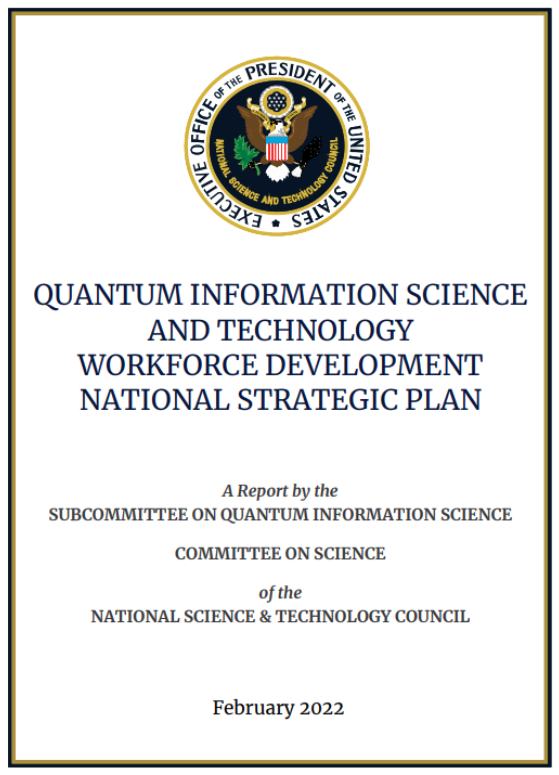 EXECUTIVE OFFICE OF THE PRESIDENT OF THE UNITED STATES
NATIONAL SCIENCE AND TECHNOLOGY COUNCIL
QUANTUM INFORMATION SCIENCE
AND TECHNOLOGY
WORKFORCE DEVELOPMENT
NATIONAL STRATEGIC PLAN
A Report by the
SUBCOMMITTEE ON QUANTUM INFORMATION SCIENCE
COMMITTEE ON SCIENCE
of the
NATIONAL SCIENCE & TECHNOLOGY COUNCIL
February 2022